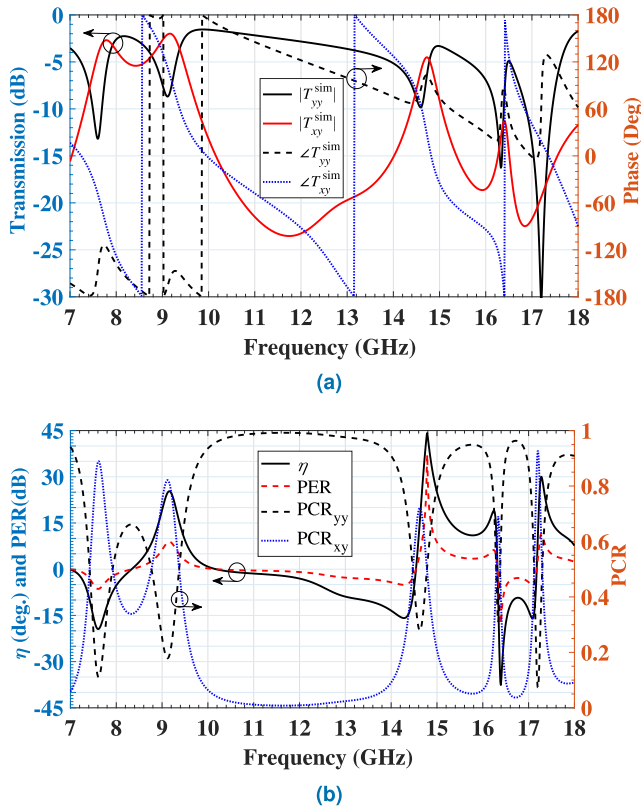 0
-5
-10
-15
-20
-25
-30
Transmission (dB)
180
120
60
0
-60
-120
-180
Phase (Deg)
|T_yy^sim|
|T_xy^sim|
∠T_yy^sim
∠T_xy^sim
7 8 9 10 11 12 13 14 15 16 17 18
Frequency (GHz)
(a)
45
30
15
0
-15
-30
-45
η (deg.) and PER(dB)
1
0.8
0.6
0.4
0.2
0
PCR
η
PER
PCR_yy
PCR_xy
7 8 9 10 11 12 13 14 15 16 17 18
Frequency (GHz)
(b)